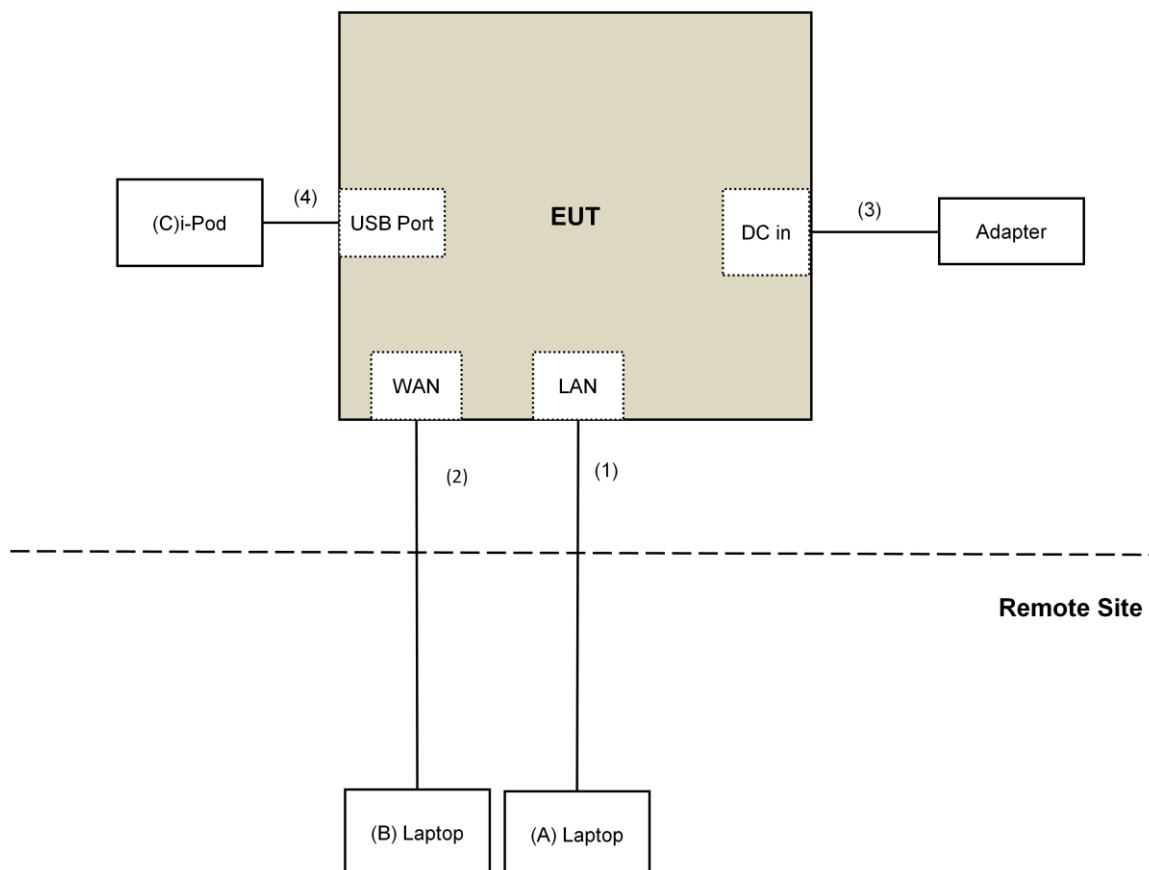 EUT
(4)
(3)
(C)i-Pod
USB Port
DC in
Adapter
WAN
LAN
(2)
(1)
Remote Site
(B) Laptop
(A) Laptop